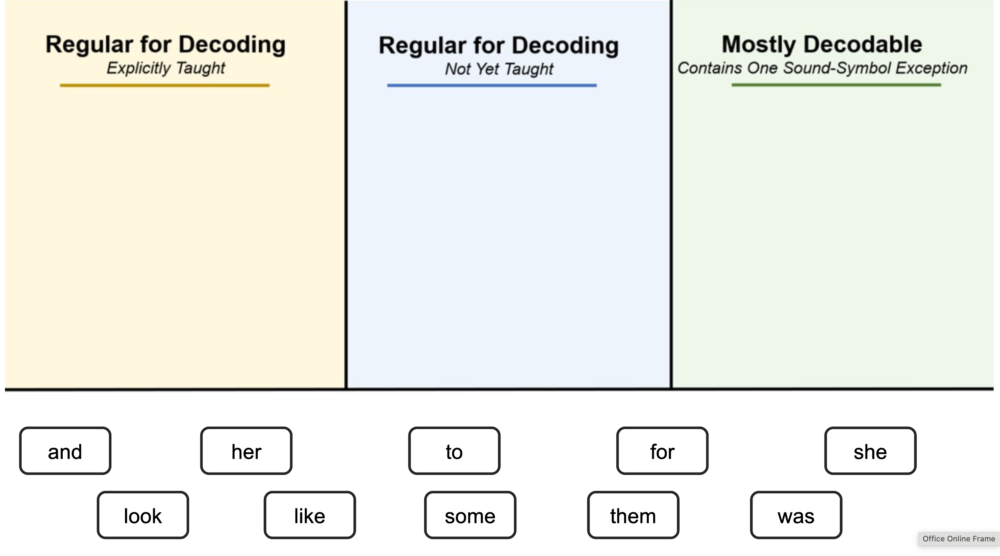 Regular for Decoding
Explicitly Taught
Regular for Decoding
Not Yet Taught
Mostly Decodable
Contains One Sound-Symbol Exception
and
her
to
for
she
look
like
some
them
was
Office Online Frame